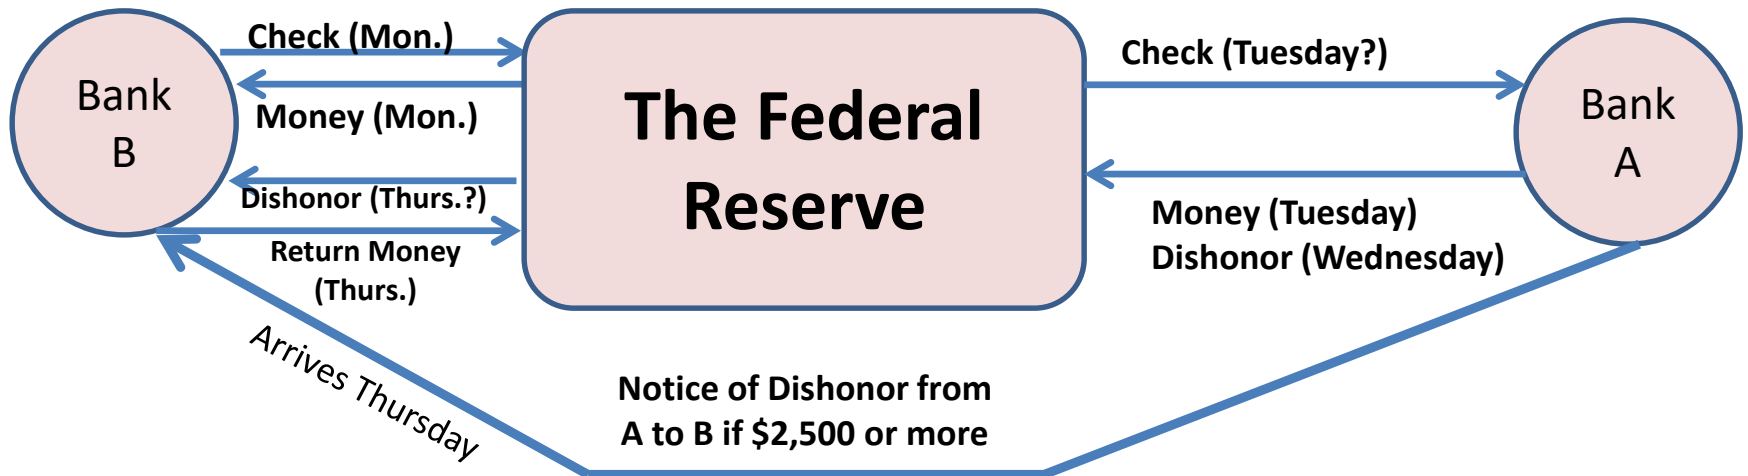 Bank
B
Check (Mon.)
Money (Mon.)
Dishonor (Thurs.?)
Return Money
(Thurs.)
The Federal
Reserve
Check (Tuesday?)
Money (Tuesday)
Dishonor (Wednesday)
Bank
A
Arrives Thursday
Notice of Dishonor from
A to B if $2,500 or more